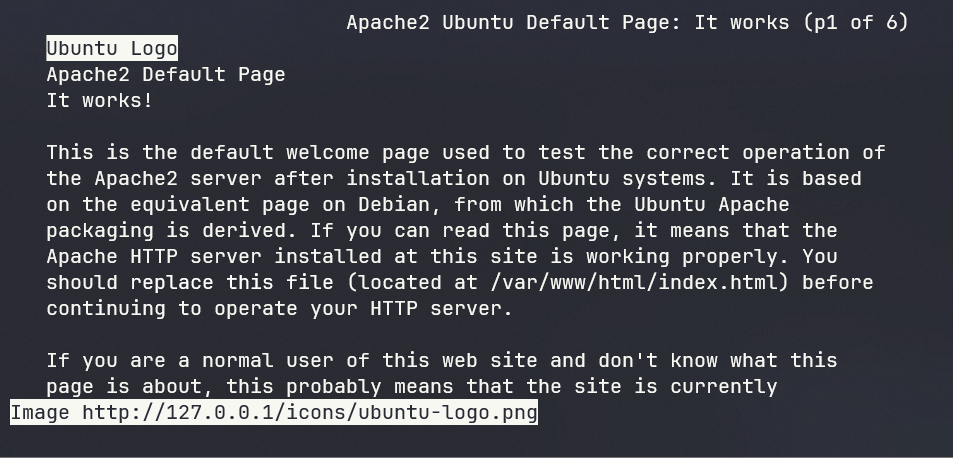 Apache2 Ubuntu Default Page: It works (p1 of 6)
Ubuntu Logo
Apache2 Default Page
It works!
This is the default welcome page used to test the correct operation of
the Apache2 server after installation on Ubuntu systems. It is based
on the equivalent page on Debian, from which the Ubuntu Apache
packaging is derived. If you can read this page, it means that the
Apache HTTP server installed at this site is working properly. You
should replace this file (located at /var/www/html/index.html) before
continuing to operate your HTTP server.
If you are a normal user of this web site and don't know what this
page is about, this probably means that the site is currently
Image http://127.0.0.1/icons/ubuntu-logo.png